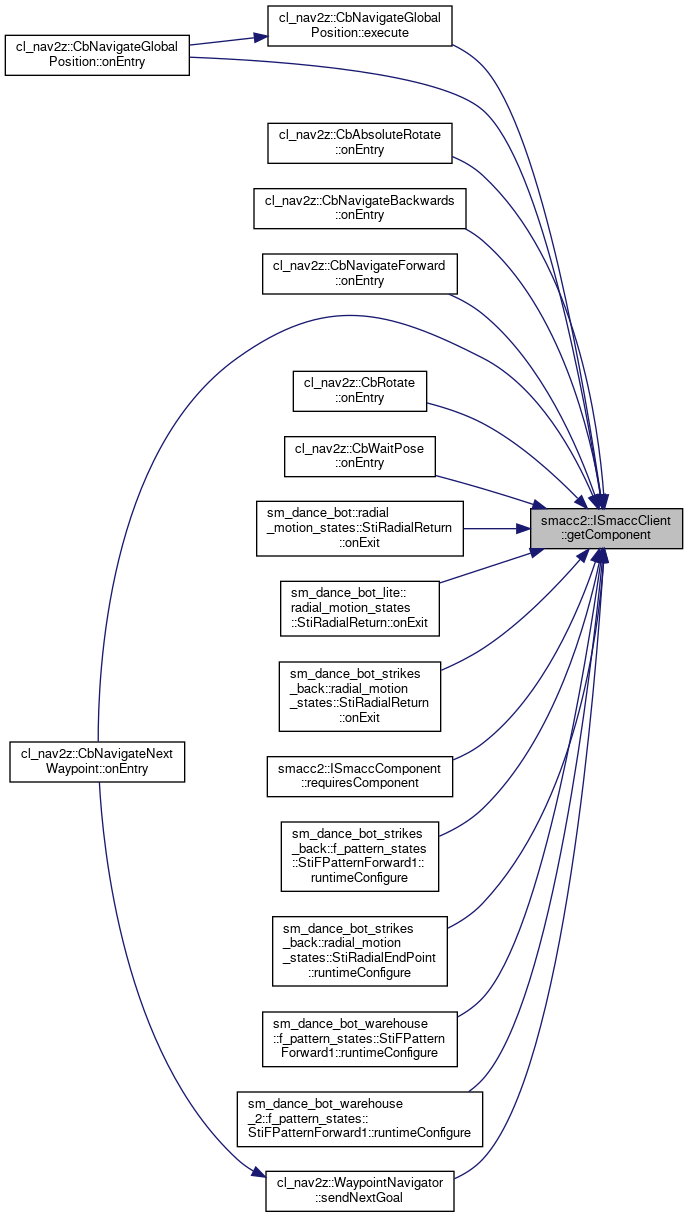 cl_nav2z::CbNavigateGlobal
Position::execute
cl_nav2z::CbNavigateGlobal
Position::onEntry
cl_nav2z::CbAbsoluteRotate
::onEntry
cl_nav2z::CbNavigateBackwards
::onEntry
cl_nav2z::CbNavigateForward
::onEntry
cl_nav2z::CbRotate
::onEntry
cl_nav2z::CbWaitPose
::onEntry
sm_dance_bot::radial
_motion_states::StiRadialReturn
::onExit
smacc2::ISmaccClient
::getComponent
sm_dance_bot_lite::
radial_motion_states
::StiRadialReturn::onExit
sm_dance_bot_strikes
_back::radial_motion
_states::StiRadialReturn
::onExit
cl_nav2z::CbNavigateNext
Waypoint::onEntry
smacc2::ISmaccComponent
::requiresComponent
sm_dance_bot_strikes
_back::f_pattern_states
::StiFPatternForward1::
runtimeConfigure
sm_dance_bot_strikes
_back::radial_motion
_states::StiRadialEndPoint
::runtimeConfigure
sm_dance_bot_warehouse
::f_pattern_states::StiFPattern
Forward1::runtimeConfigure
sm_dance_bot_warehouse
_2::f_pattern_states::
StiFPatternForward1::runtimeConfigure
cl_nav2z::WaypointNavigator
::sendNextGoal